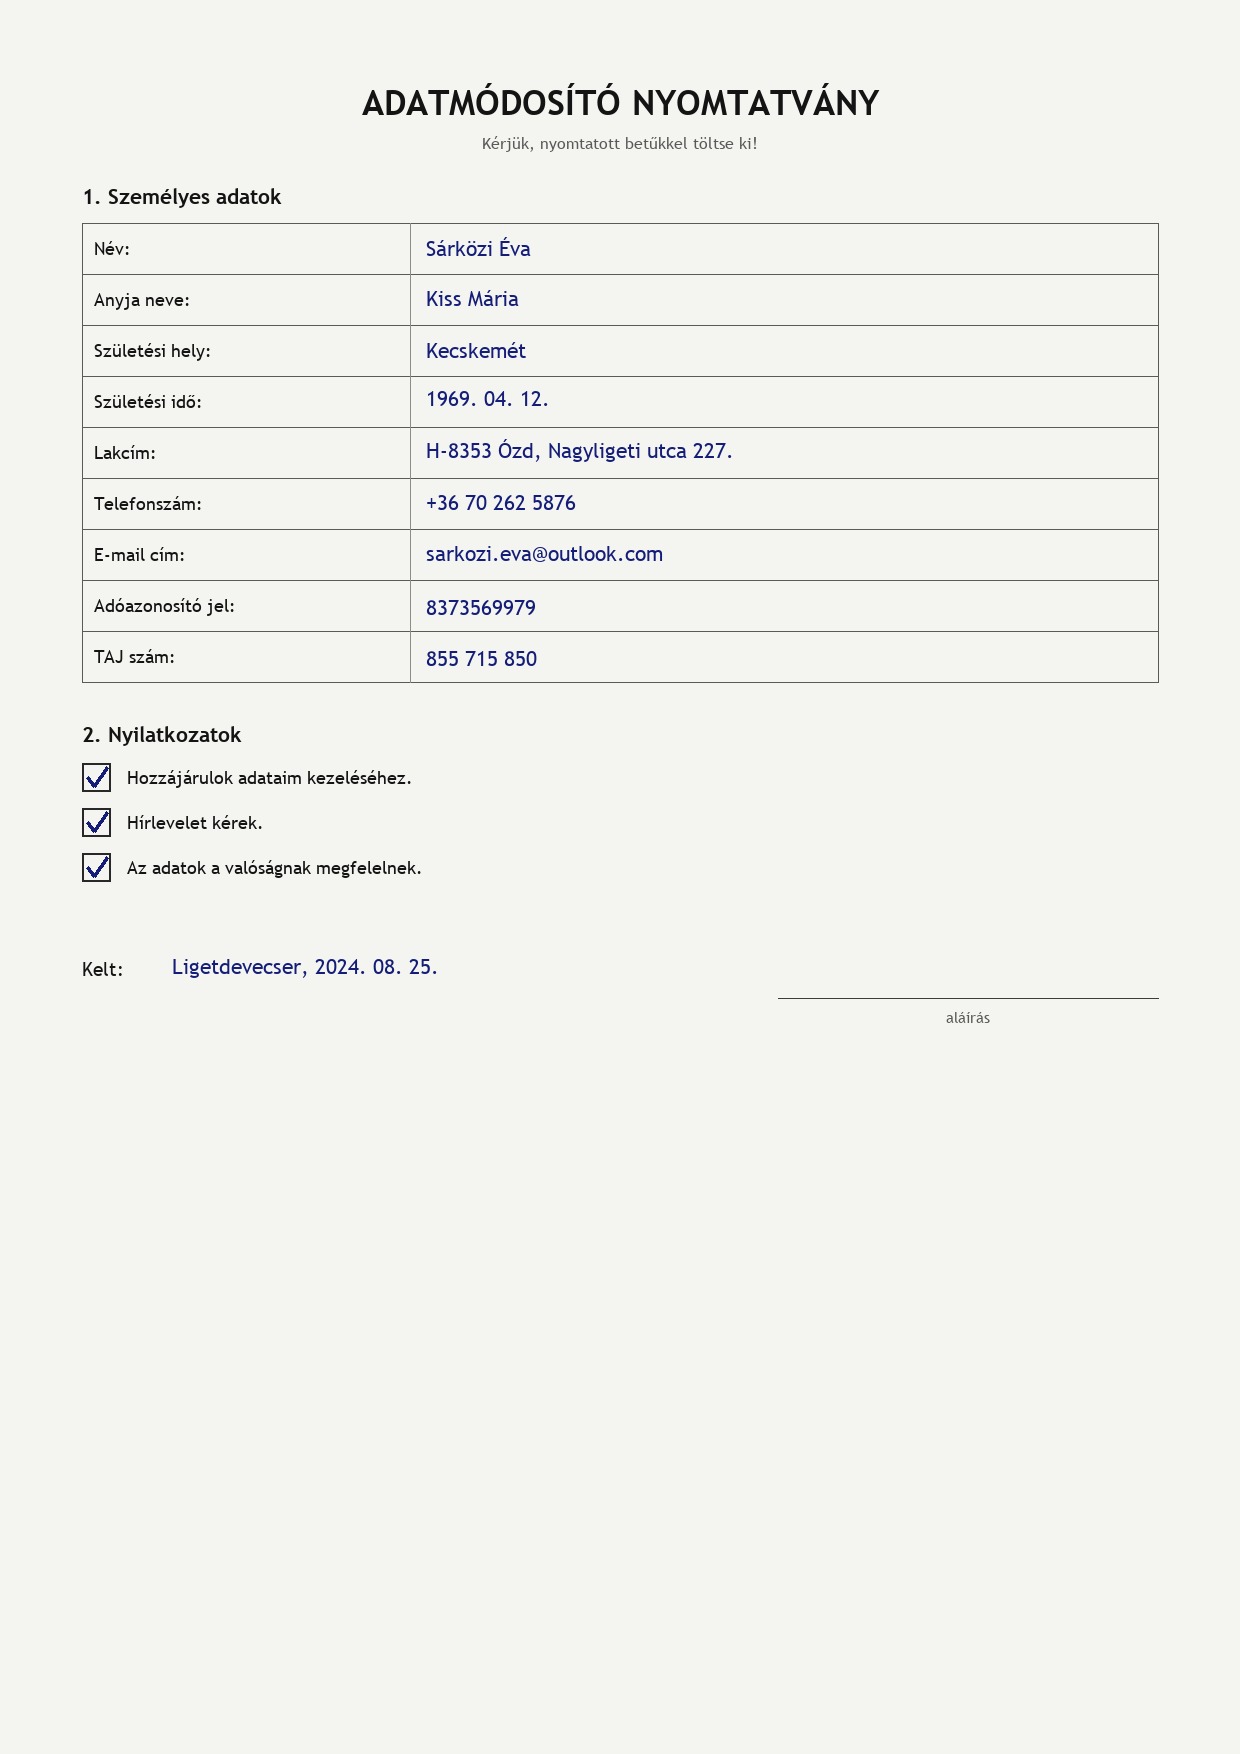 ADATMÓDOSÍTÓ NYOMTATVÁNY
Kérjük, nyomtatott betűkkel töltse ki!
1. Személyes adatok
Név: Sárközi Éva
Anyja neve: Kiss Mária
Születési hely: Kecskemét
Születési idő: 1969. 04. 12.
Lakcím: H-8353 Ózd, Nagyligeti utca 227.
Telefonszám: +36 70 262 5876
E-mail cím: sarkozi.eva@outlook.com
Adóazonosító jel: 8373569979
TAJ szám: 855 715 850
2. Nyilatkozatok
Hozzájárulok adataim kezeléséhez.
Hírlevelet kérek.
Az adatok a valóságnak megfelelnek.
Kelt: Ligetdevecser, 2024. 08. 25.
aláírás